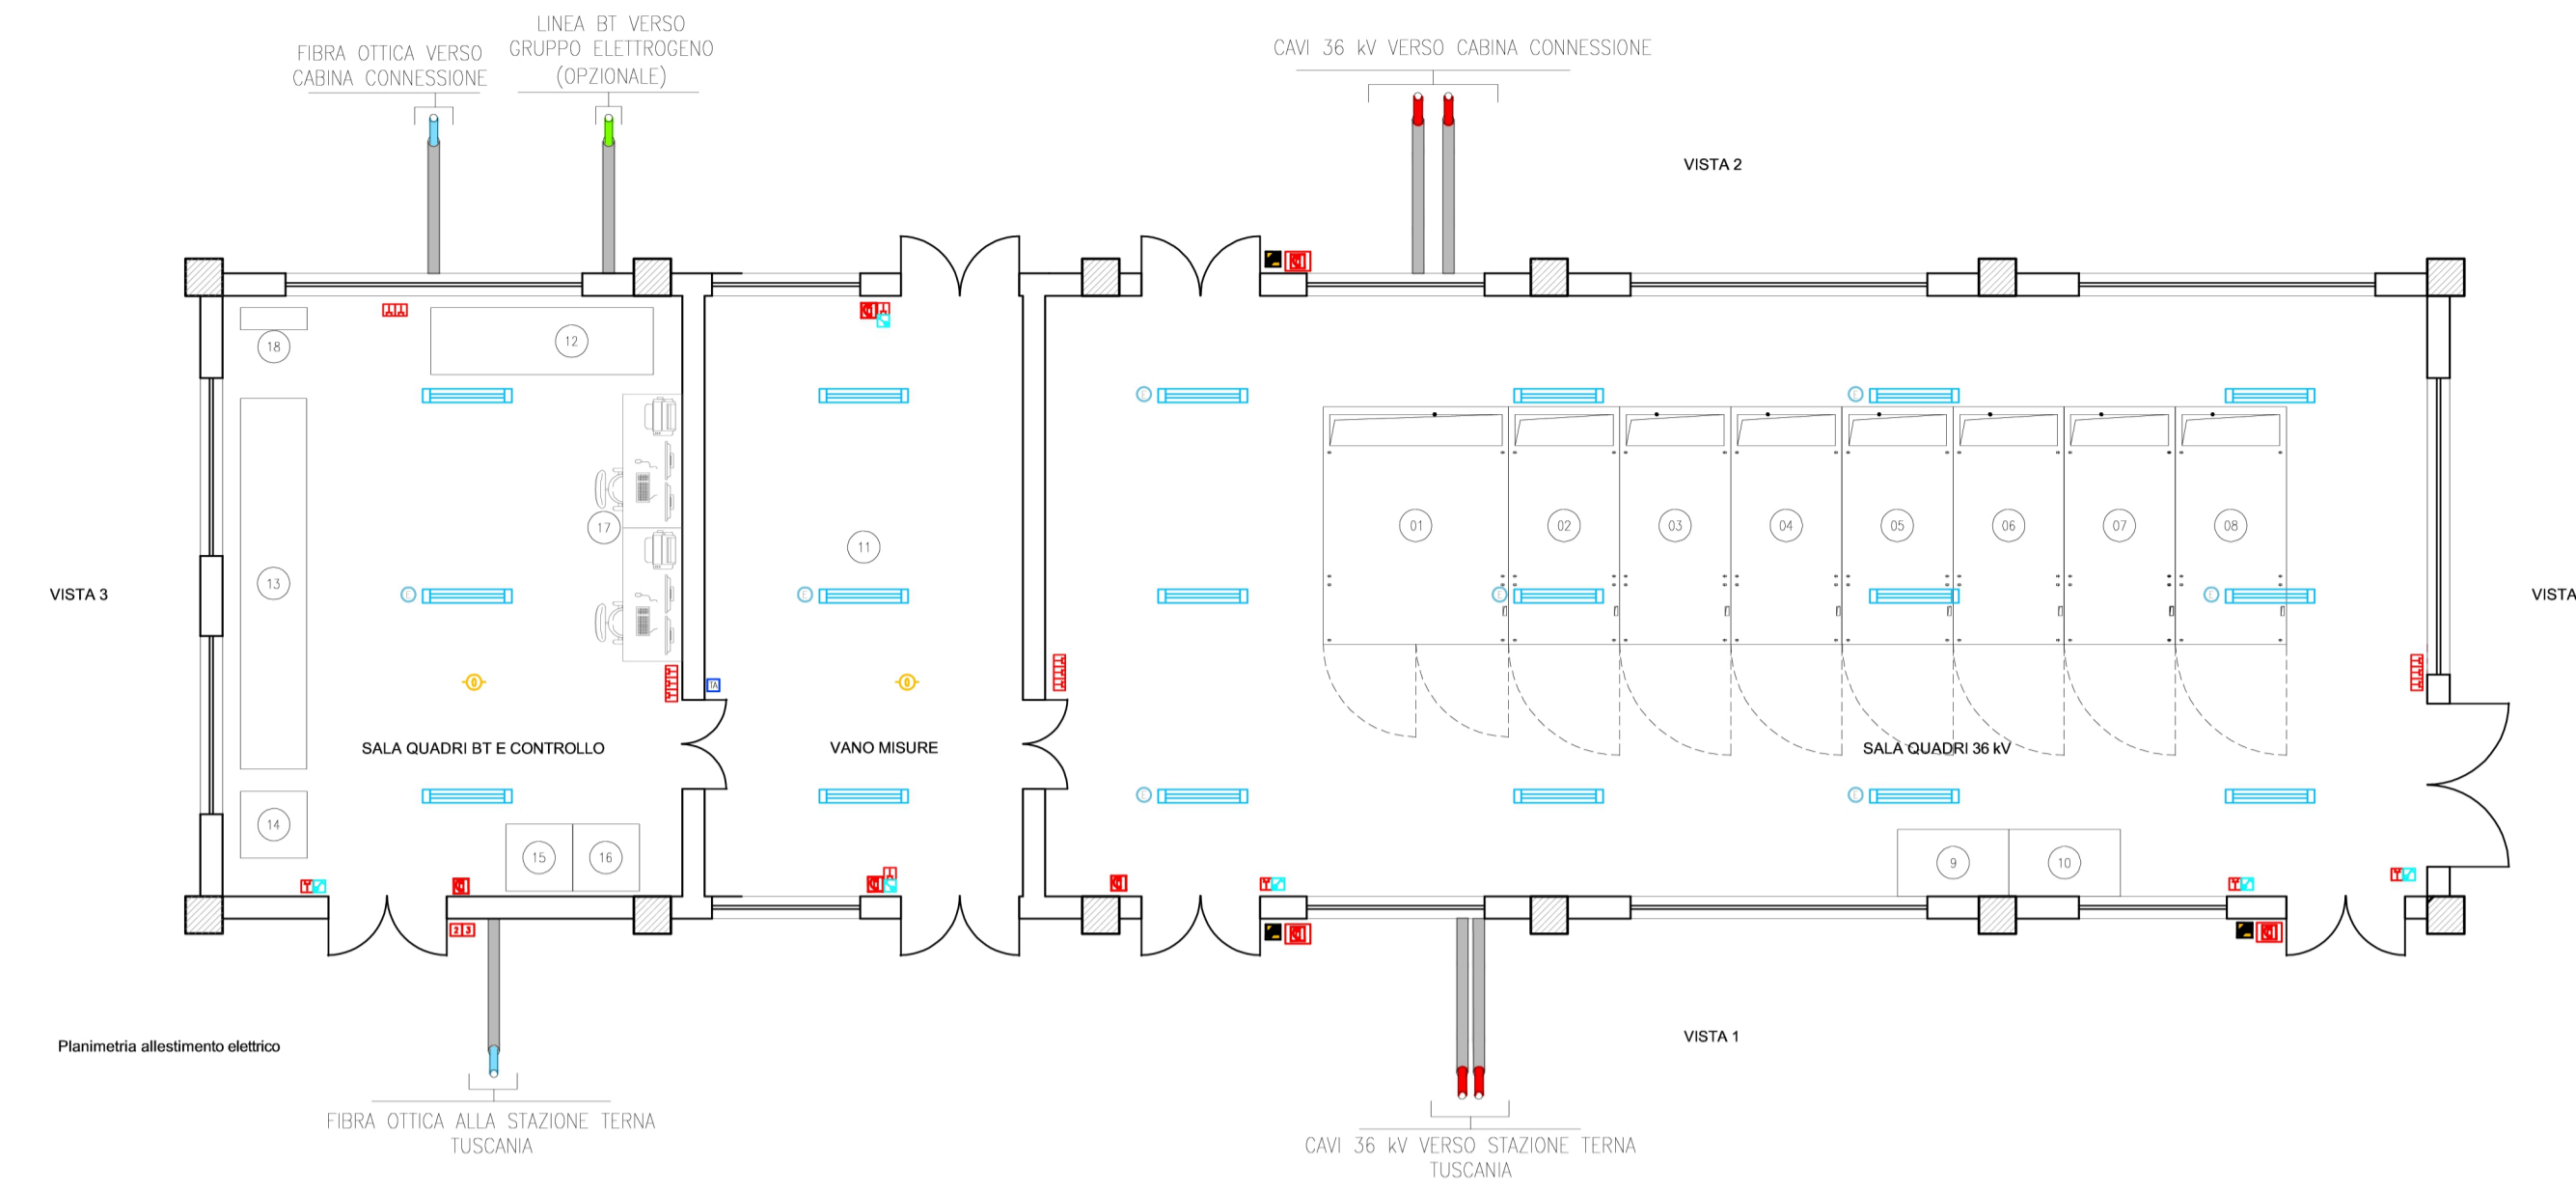 LINEA BT VERSO
GRUPPO ELETTROGENO
(OPZIONALE)
FIBRA OTTICA VERSO
CABINA CONNESSIONE
CAVI 36 kV VERSO CABINA CONNESSIONE
VISTA 2
18
12
17
13
11
01
02
03
04
05
06
07
08
E
E
E
E
E
E
E
E
VISTA 3
VISTA
TA
SALA QUADRI BT E CONTROLLO
VANO MISURE
SALA QUADRI 36 kV
14
15
16
9
10
2 3
VISTA 1
Planimetria allestimento elettrico
FIBRA OTTICA ALLA STAZIONE TERNA
TUSCANIA
CAVI 36 kV VERSO STAZIONE TERNA
TUSCANIA